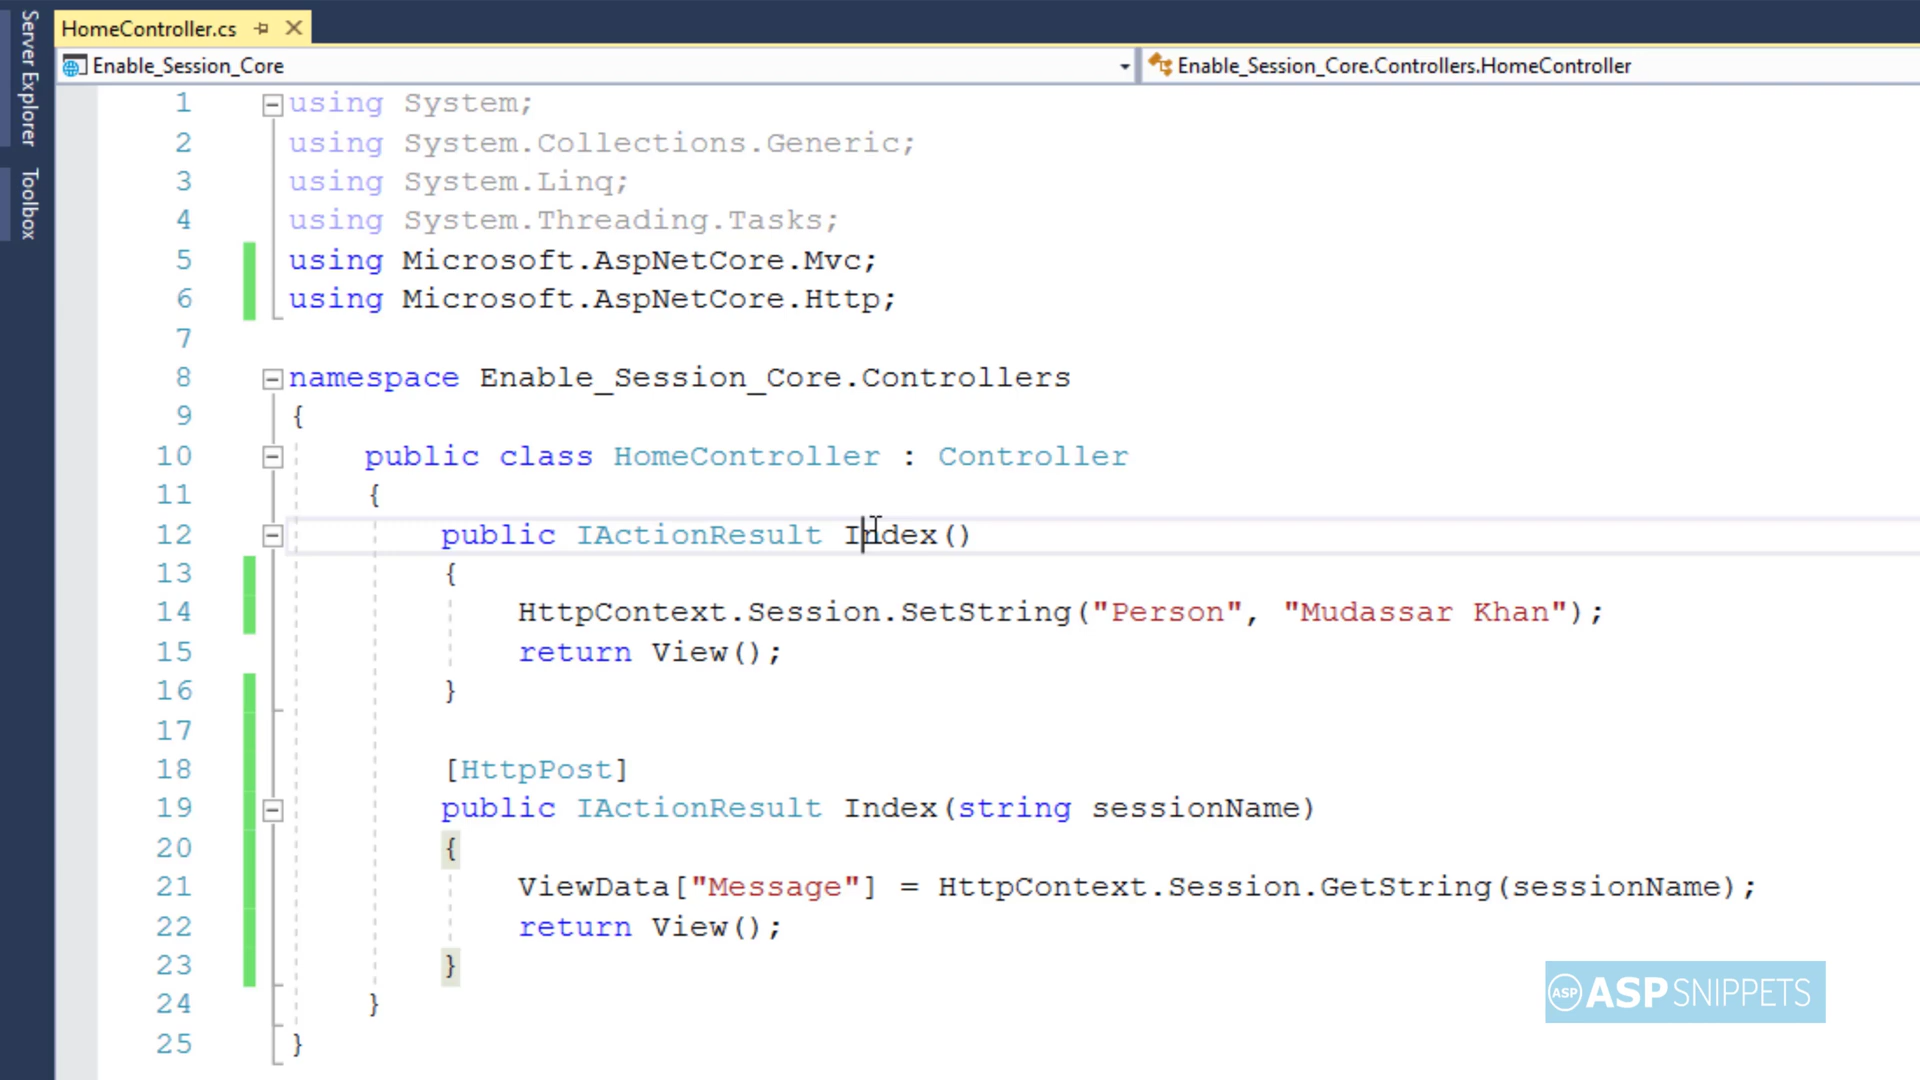 HomeController.cs
Server Explorer
Toolbox
Enable_Session_Core
Enable_Session_Core.Controllers.HomeController
1 using System;
2 using System.Collections.Generic;
3 using System.Linq;
4 using System.Threading.Tasks;
5 using Microsoft.AspNetCore.Mvc;
6 using Microsoft.AspNetCore.Http;
7
8 namespace Enable_Session_Core.Controllers
9 {
10 public class HomeController : Controller
11 {
12 public IActionResult Index()
13 {
14 HttpContext.Session.SetString("Person", "Mudassar Khan");
15 return View();
16 }
17
18 [HttpPost]
19 public IActionResult Index(string sessionName)
20 {
21 ViewData["Message"] = HttpContext.Session.GetString(sessionName);
22 return View();
23 }
24 }
25 }
ASP ASPSNIPPETS